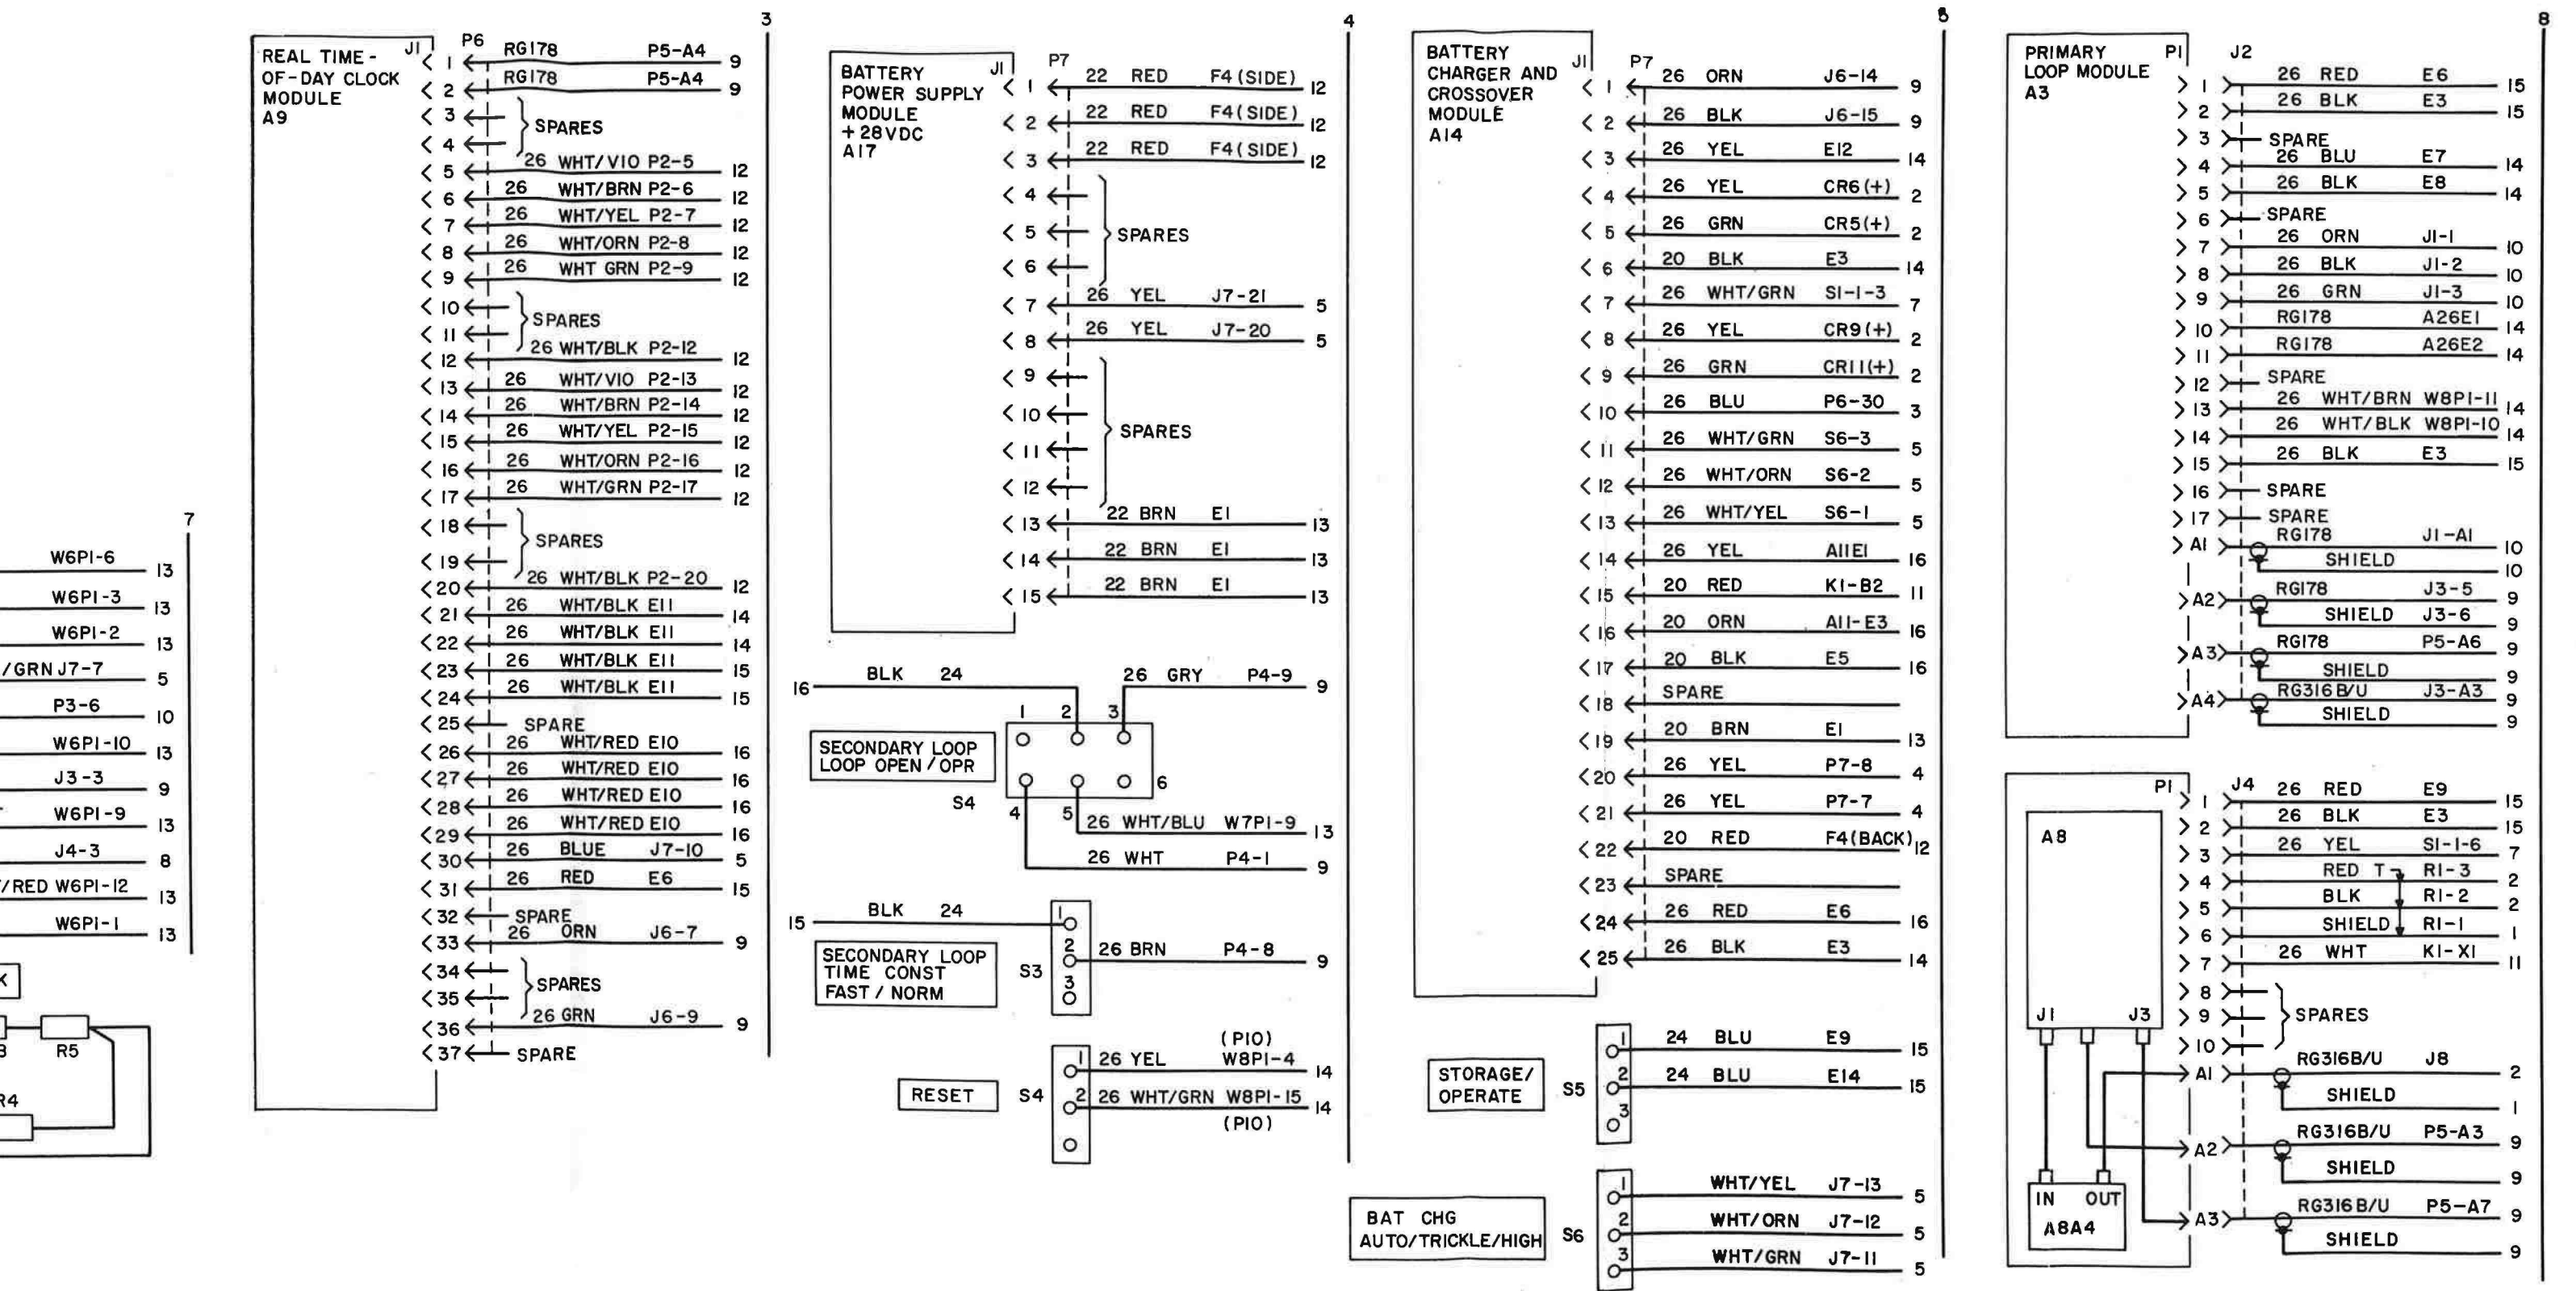 7
W6P1-6 13
W6P1-3 13
W6P1-2 13
/GRN J7-7 5
P3-6 10
W6P1-10 13
J3-3 9
W6P1-9 13
J4-3 8
/RED W6P1-12 13
W6P1-1 13
K
R5
R4
3
REAL TIME-
OF-DAY CLOCK
MODULE
A9
J1 P6
1 RG178 P5-A4 9
2 RG178 P5-A4 9
3
4
SPARES
5 26 WHT/VIO P2-5 12
6 26 WHT/BRN P2-6 12
7 26 WHT/YEL P2-7 12
8 26 WHT/ORN P2-8 12
9 26 WHT GRN P2-9 12
10
11
SPARES
12 26 WHT/BLK P2-12 12
13 26 WHT/VIO P2-13 12
14 26 WHT/BRN P2-14 12
15 26 WHT/YEL P2-15 12
16 26 WHT/ORN P2-16 12
17 26 WHT/GRN P2-17 12
18
19
SPARES
20 26 WHT/BLK P2-20 12
21 26 WHT/BLK E11 14
22 26 WHT/BLK E11 14
23 26 WHT/BLK E11 15
24 26 WHT/BLK E11 15
25 SPARE
26 26 WHT/RED E10 16
27 26 WHT/RED E10 16
28 26 WHT/RED E10 16
29 26 WHT/RED E10 16
30 26 BLUE J7-10 5
31 26 RED E6 15
32 SPARE
33 26 ORN J6-7 9
34
35
SPARES
36 26 GRN J6-9 9
37 SPARE
4
BATTERY
POWER SUPPLY
MODULE
+28VDC
A17
J1 P7
1 22 RED F4(SIDE) 12
2 22 RED F4(SIDE) 12
3 22 RED F4(SIDE) 12
4
5
6
SPARES
7 26 YEL J7-21 5
8 26 YEL J7-20 5
9
10
11
12
SPARES
13 22 BRN E1 13
14 22 BRN E1 13
15 22 BRN E1 13
16 BLK 24
26 GRY P4-9 9
1 2 3
SECONDARY LOOP
LOOP OPEN/OPR
S4
4 5 6
26 WHT/BLU W7P1-9 13
26 WHT P4-1 9
15 BLK 24
1
2 26 BRN P4-8 9
3
SECONDARY LOOP
TIME CONST
FAST/NORM
S3
(P10)
1 26 YEL W8P1-4 14
RESET S4
2 26 WHT/GRN W8P1-15 14
(P10)
5
BATTERY
CHARGER AND
CROSSOVER
MODULE
A14
J1 P7
1 26 ORN J6-14 9
2 26 BLK J6-15 9
3 26 YEL E12 14
4 26 YEL CR6(+) 2
5 26 GRN CR5(+) 2
6 20 BLK E3 14
7 26 WHT/GRN S1-1-3 7
8 26 YEL CR9(+) 2
9 26 GRN CR11(+) 2
10 26 BLU P6-30 3
11 26 WHT/GRN S6-3 5
12 26 WHT/ORN S6-2 5
13 26 WHT/YEL S6-1 5
14 26 YEL A11E1 16
15 20 RED K1-B2 11
16 20 ORN A11-E3 16
17 20 BLK E5 16
18 SPARE
19 20 BRN E1 13
20 26 YEL P7-8 4
21 26 YEL P7-7 4
22 20 RED F4(BACK) 12
23 SPARE
24 26 RED E6 16
25 26 BLK E3 14
1 24 BLU E9 15
STORAGE/
OPERATE
S5
2 24 BLU E14 15
3
1 WHT/YEL J7-13 5
BAT CHG
AUTO/TRICKLE/HIGH
S6
2 WHT/ORN J7-12 5
3 WHT/GRN J7-11 5
8
PRIMARY
LOOP MODULE
A3
P1 J2
1 26 RED E6 15
2 26 BLK E3 15
3 SPARE
4 26 BLU E7 14
5 26 BLK E8 14
6 SPARE
7 26 ORN J1-1 10
8 26 BLK J1-2 10
9 26 GRN J1-3 10
10 RG178 A26E1 14
11 RG178 A26E2 14
12 SPARE
13 26 WHT/BRN W8P1-11 14
14 26 WHT/BLK W8P1-10 14
15 26 BLK E3 15
16 SPARE
17 SPARE
A1 RG178 J1-A1 10
SHIELD 10
A2 RG178 J3-5 9
SHIELD J3-6 9
A3 RG178 P5-A6 9
SHIELD 9
A4 RG316B/U J3-A3 9
SHIELD 9
P1 J4
A8
1 26 RED E9 15
2 26 BLK E3 15
3 26 YEL S1-1-6 7
4 RED T R1-3 2
5 BLK R1-2 2
6 SHIELD R1-1 1
7 26 WHT K1-X1 11
8
9
10
SPARES
J1 J3
A1 RG316B/U J8 2
SHIELD 1
A2 RG316B/U P5-A3 9
SHIELD 9
A3 RG316B/U P5-A7 9
SHIELD 9
IN OUT
A8A4